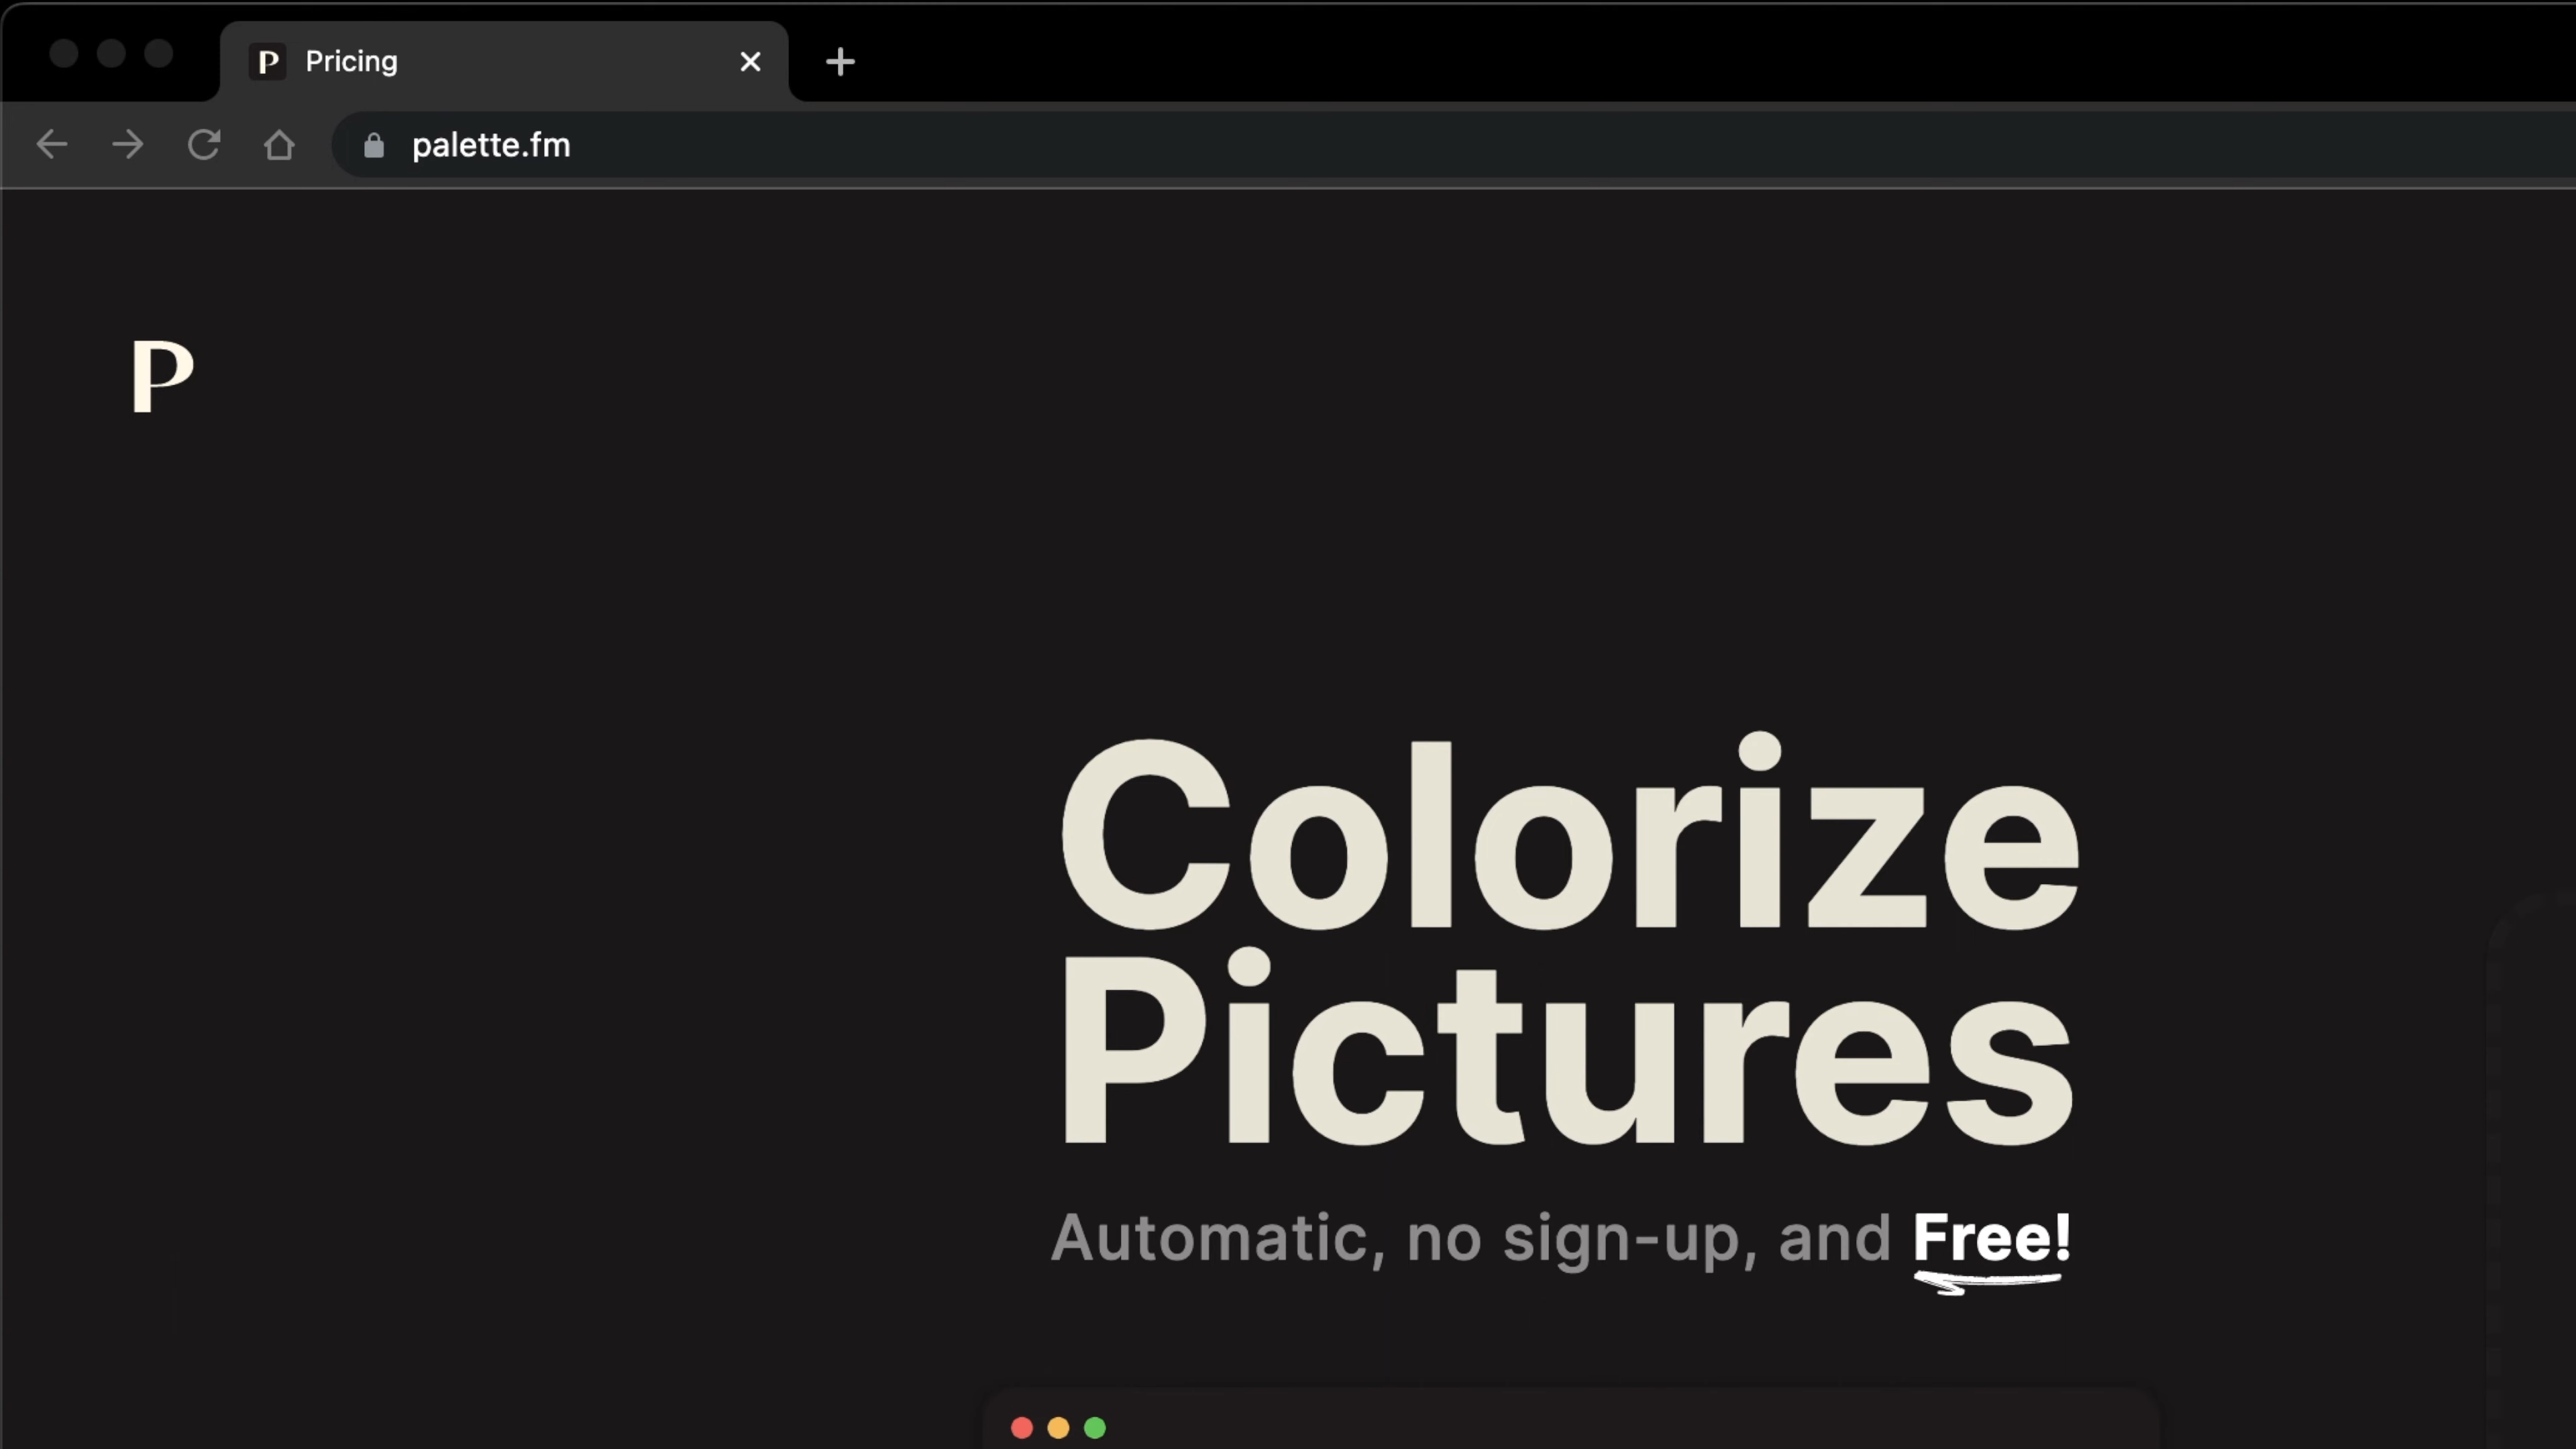 P Pricing
palette.fm
P
Colorize
Pictures
Automatic, no sign-up, and Free!